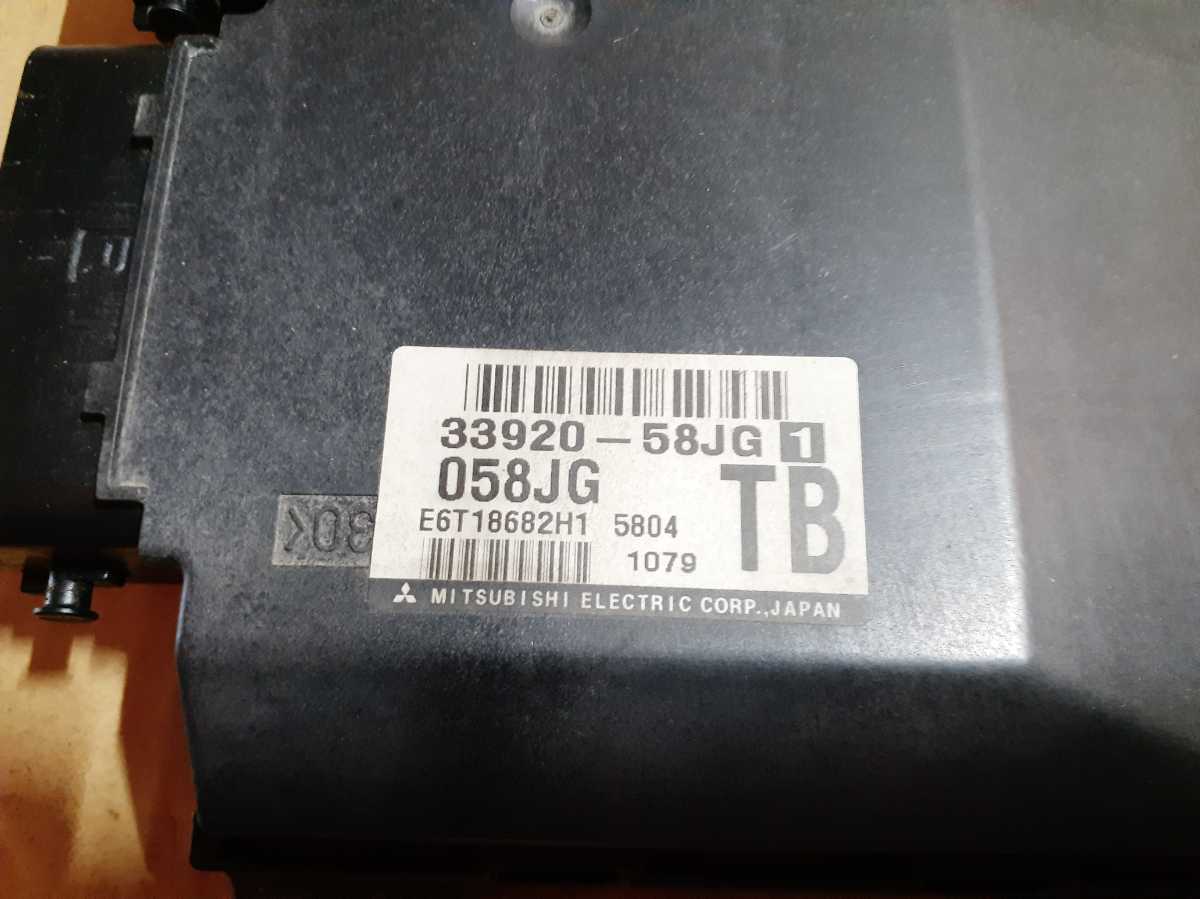 33920-58JG 1
058JG TB
E6T18682H1 5804
1079
MITSUBISHI ELECTRIC CORP.,JAPAN